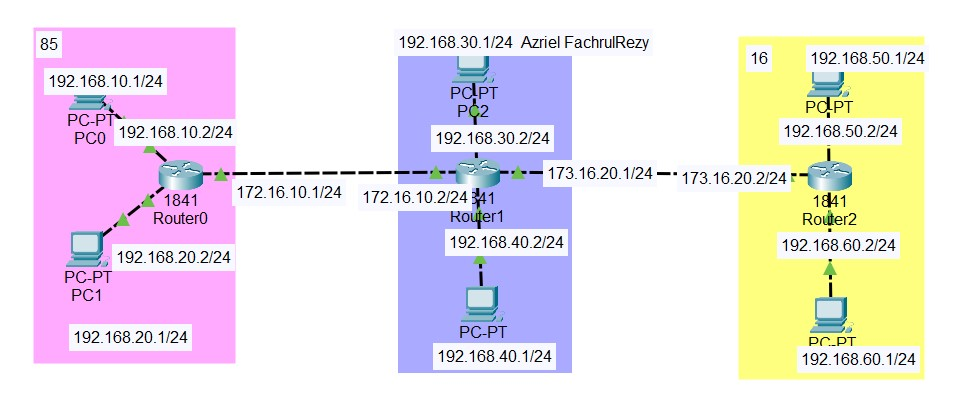 85
192.168.10.1/24
PC-PT
PC0
192.168.10.2/24
1841
Router0
172.16.10.1/24
PC-PT
PC1
192.168.20.2/24
192.168.20.1/24
192.168.30.1/24 Azriel FachrulRezy
PC-PT
PC2
192.168.30.2/24
172.16.10.2/24
1841
Router1
173.16.20.1/24
192.168.40.2/24
PC-PT
192.168.40.1/24
16
192.168.50.1/24
PC-PT
192.168.50.2/24
173.16.20.2/24
1841
Router2
192.168.60.2/24
PC-PT
192.168.60.1/24